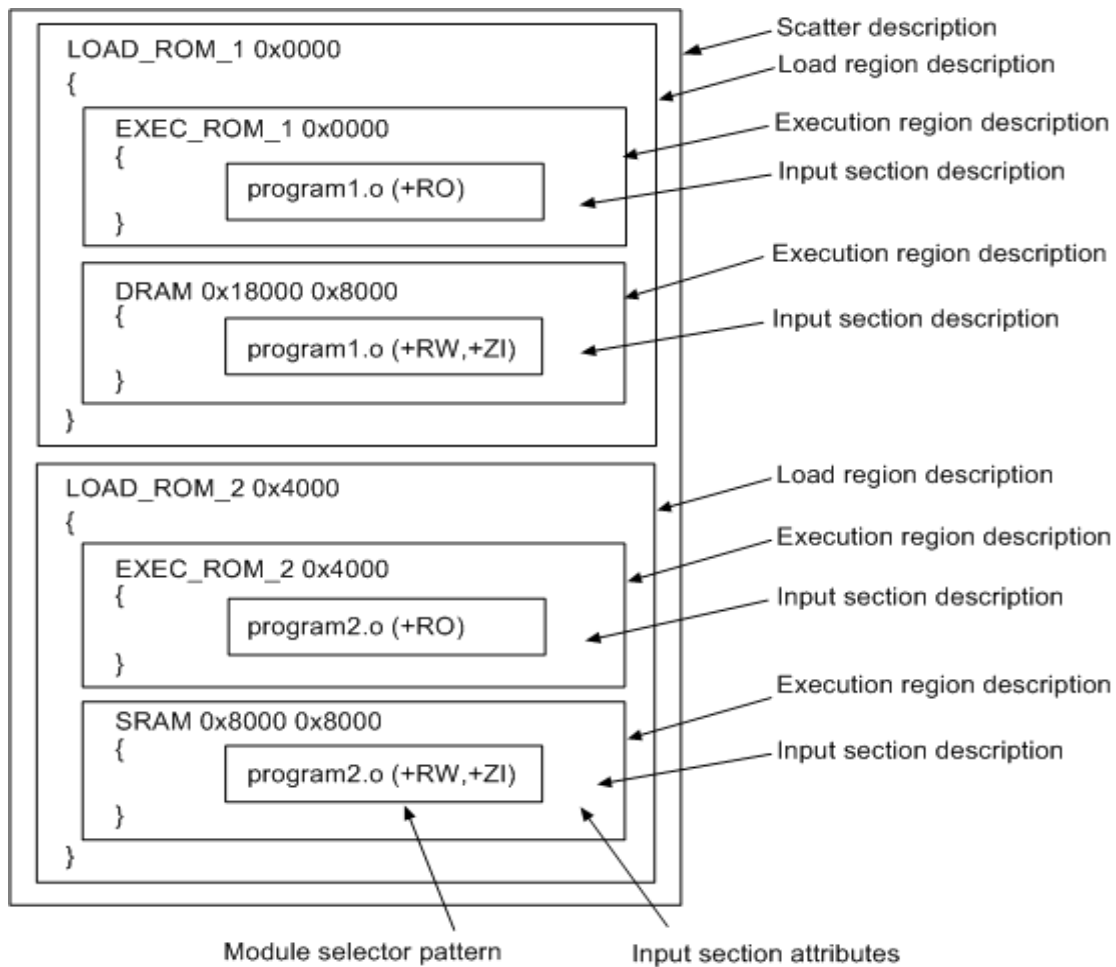 Scatter description
LOAD_ROM_1 0x0000
Load region description
{
EXEC_ROM_1 0x0000
Execution region description
{
program1.o (+RO)
Input section description
}
DRAM 0x18000 0x8000
Execution region description
{
program1.o (+RW,+ZI)
Input section description
}
}
LOAD_ROM_2 0x4000
Load region description
{
EXEC_ROM_2 0x4000
Execution region description
{
program2.o (+RO)
Input section description
}
SRAM 0x8000 0x8000
Execution region description
{
program2.o (+RW,+ZI)
Input section description
}
}
Module selector pattern
Input section attributes